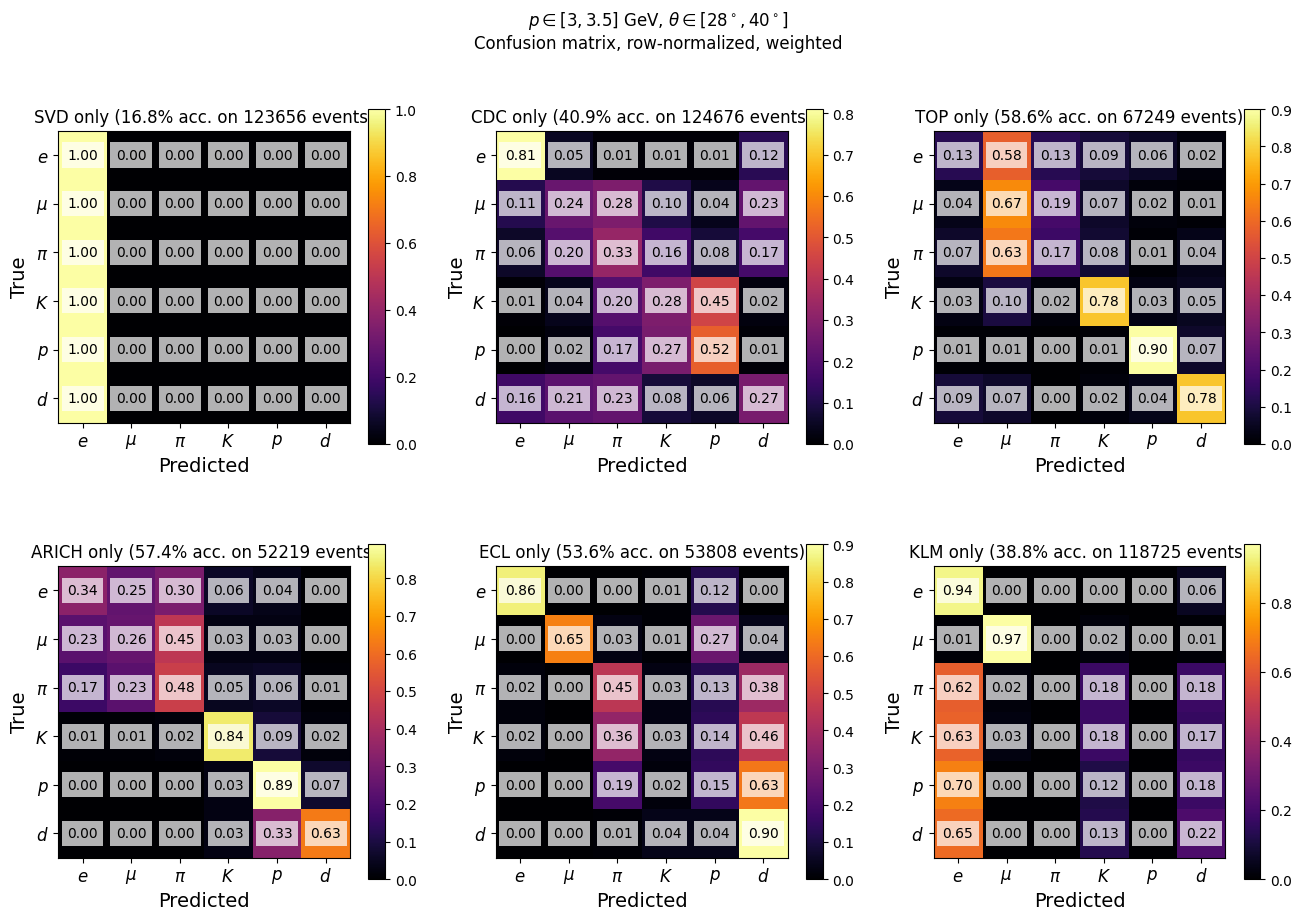 p ∈ [3, 3.5] GeV, θ ∈ [28°, 40°]
Confusion matrix, row-normalized, weighted
SVD only (16.8% acc. on 123656 events
e 1.00 0.00 0.00 0.00 0.00 0.00
μ 1.00 0.00 0.00 0.00 0.00 0.00
π 1.00 0.00 0.00 0.00 0.00 0.00
K 1.00 0.00 0.00 0.00 0.00 0.00
p 1.00 0.00 0.00 0.00 0.00 0.00
d 1.00 0.00 0.00 0.00 0.00 0.00
e μ π K p d
Predicted
True
1.0
0.8
0.6
0.4
0.2
0.0
CDC only (40.9% acc. on 124676 events
e 0.81 0.05 0.01 0.01 0.01 0.12
μ 0.11 0.24 0.28 0.10 0.04 0.23
π 0.06 0.20 0.33 0.16 0.08 0.17
K 0.01 0.04 0.20 0.28 0.45 0.02
p 0.00 0.02 0.17 0.27 0.52 0.01
d 0.16 0.21 0.23 0.08 0.06 0.27
e μ π K p d
Predicted
True
0.8
0.7
0.6
0.5
0.4
0.3
0.2
0.1
0.0
TOP only (58.6% acc. on 67249 events)
e 0.13 0.58 0.13 0.09 0.06 0.02
μ 0.04 0.67 0.19 0.07 0.02 0.01
π 0.07 0.63 0.17 0.08 0.01 0.04
K 0.03 0.10 0.02 0.78 0.03 0.05
p 0.01 0.01 0.00 0.01 0.90 0.07
d 0.09 0.07 0.00 0.02 0.04 0.78
e μ π K p d
Predicted
True
0.9
0.8
0.7
0.6
0.5
0.4
0.3
0.2
0.1
0.0
ARICH only (57.4% acc. on 52219 events
e 0.34 0.25 0.30 0.06 0.04 0.00
μ 0.23 0.26 0.45 0.03 0.03 0.00
π 0.17 0.23 0.48 0.05 0.06 0.01
K 0.01 0.01 0.02 0.84 0.09 0.02
p 0.00 0.00 0.00 0.03 0.89 0.07
d 0.00 0.00 0.00 0.03 0.33 0.63
e μ π K p d
Predicted
True
0.8
0.7
0.6
0.5
0.4
0.3
0.2
0.1
0.0
ECL only (53.6% acc. on 53808 events)
e 0.86 0.00 0.00 0.01 0.12 0.00
μ 0.00 0.65 0.03 0.01 0.27 0.04
π 0.02 0.00 0.45 0.03 0.13 0.38
K 0.02 0.00 0.36 0.03 0.14 0.46
p 0.00 0.00 0.19 0.02 0.15 0.63
d 0.00 0.00 0.01 0.04 0.04 0.90
e μ π K p d
Predicted
True
0.9
0.8
0.7
0.6
0.5
0.4
0.3
0.2
0.1
0.0
KLM only (38.8% acc. on 118725 events
e 0.94 0.00 0.00 0.00 0.00 0.06
μ 0.01 0.97 0.00 0.02 0.00 0.01
π 0.62 0.02 0.00 0.18 0.00 0.18
K 0.63 0.03 0.00 0.18 0.00 0.17
p 0.70 0.00 0.00 0.12 0.00 0.18
d 0.65 0.00 0.00 0.13 0.00 0.22
e μ π K p d
Predicted
True
0.8
0.6
0.4
0.2
0.0